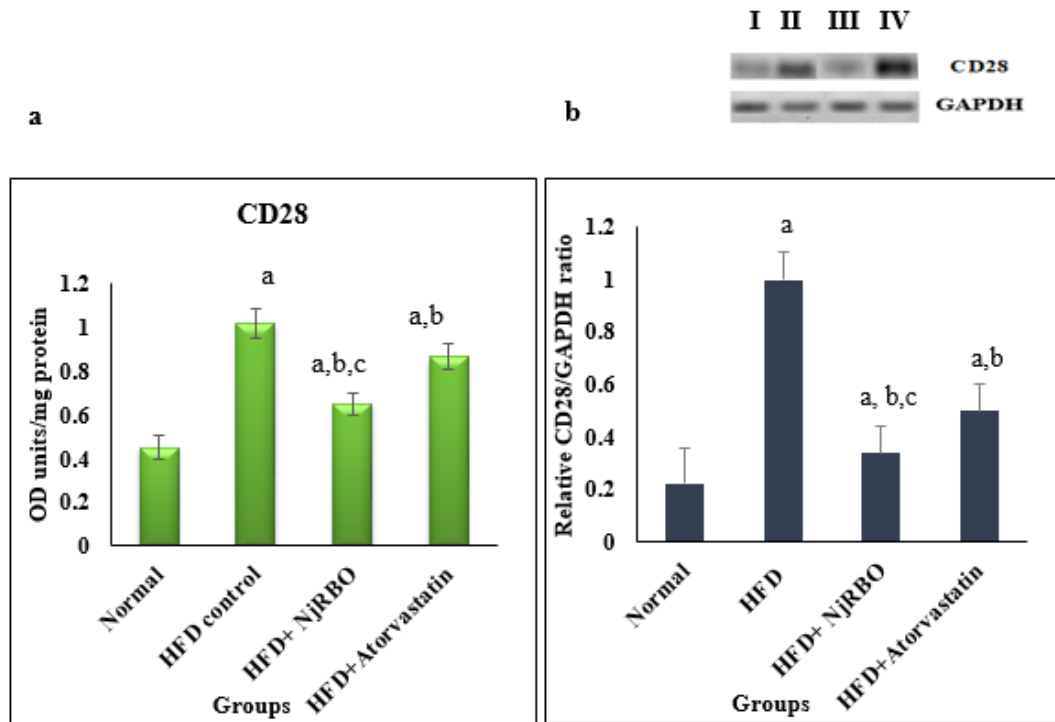 I II III IV
CD28
GAPDH
a
b
CD28
OD units/mg protein
1.2
1
0.8
0.6
0.4
0.2
0
a
a,b,c
a,b
Normal
HFD control
HFD+ NjRBO
HFD+Atorvastatin
Groups
Relative CD28/GAPDH ratio
1.2
1
0.8
0.6
0.4
0.2
0
a
a, b,c
a,b
Normal
HFD
HFD+ NjRBO
HFD+Atorvastatin
Groups